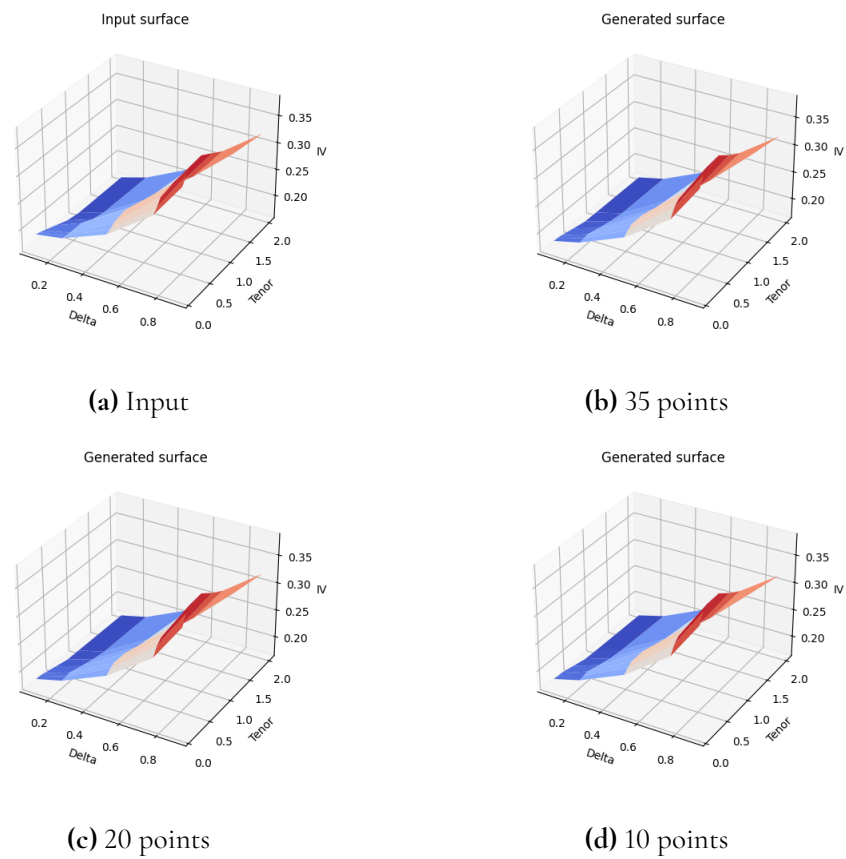 Input surface
0.35
0.30
IV
0.25
0.20
2.0
1.5
1.0
0.5
0.0
Tenor
0.2
0.4
0.6
0.8
Delta
(a) Input
Generated surface
0.35
0.30
IV
0.25
0.20
2.0
1.5
1.0
0.5
0.0
Tenor
0.2
0.4
0.6
0.8
Delta
(b) 35 points
Generated surface
0.35
0.30
IV
0.25
0.20
2.0
1.5
1.0
0.5
0.0
Tenor
0.2
0.4
0.6
0.8
Delta
(c) 20 points
Generated surface
0.35
0.30
IV
0.25
0.20
2.0
1.5
1.0
0.5
0.0
Tenor
0.2
0.4
0.6
0.8
Delta
(d) 10 points